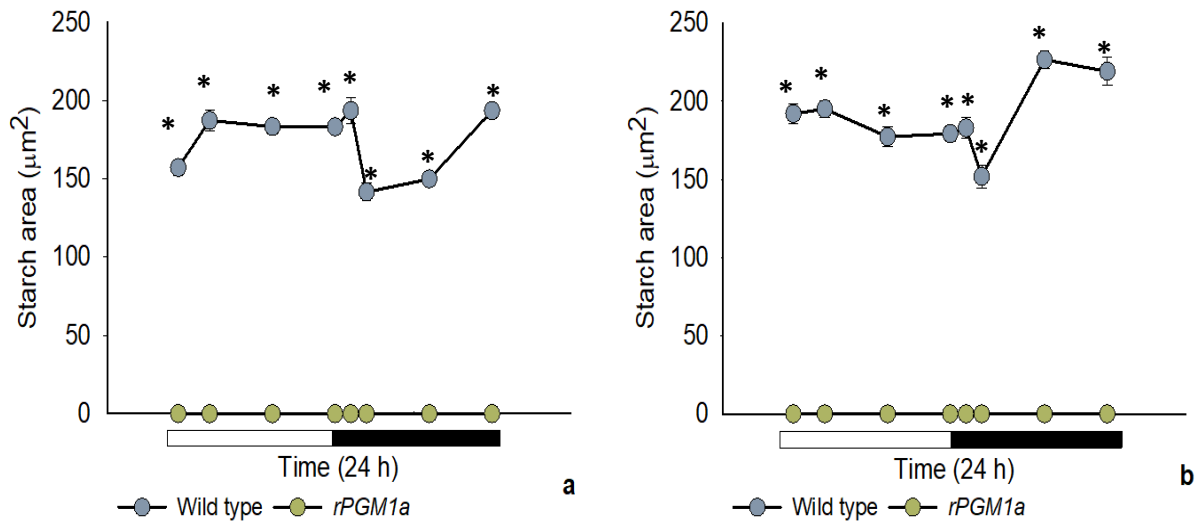 250
200
150
100
50
0
Starch area (μm²)
* * * * * * * *
Time (24 h)
a
Wild type rPGM1a
250
200
150
100
50
0
Starch area (μm²)
* * * * * * * *
Time (24 h)
b
Wild type rPGM1a